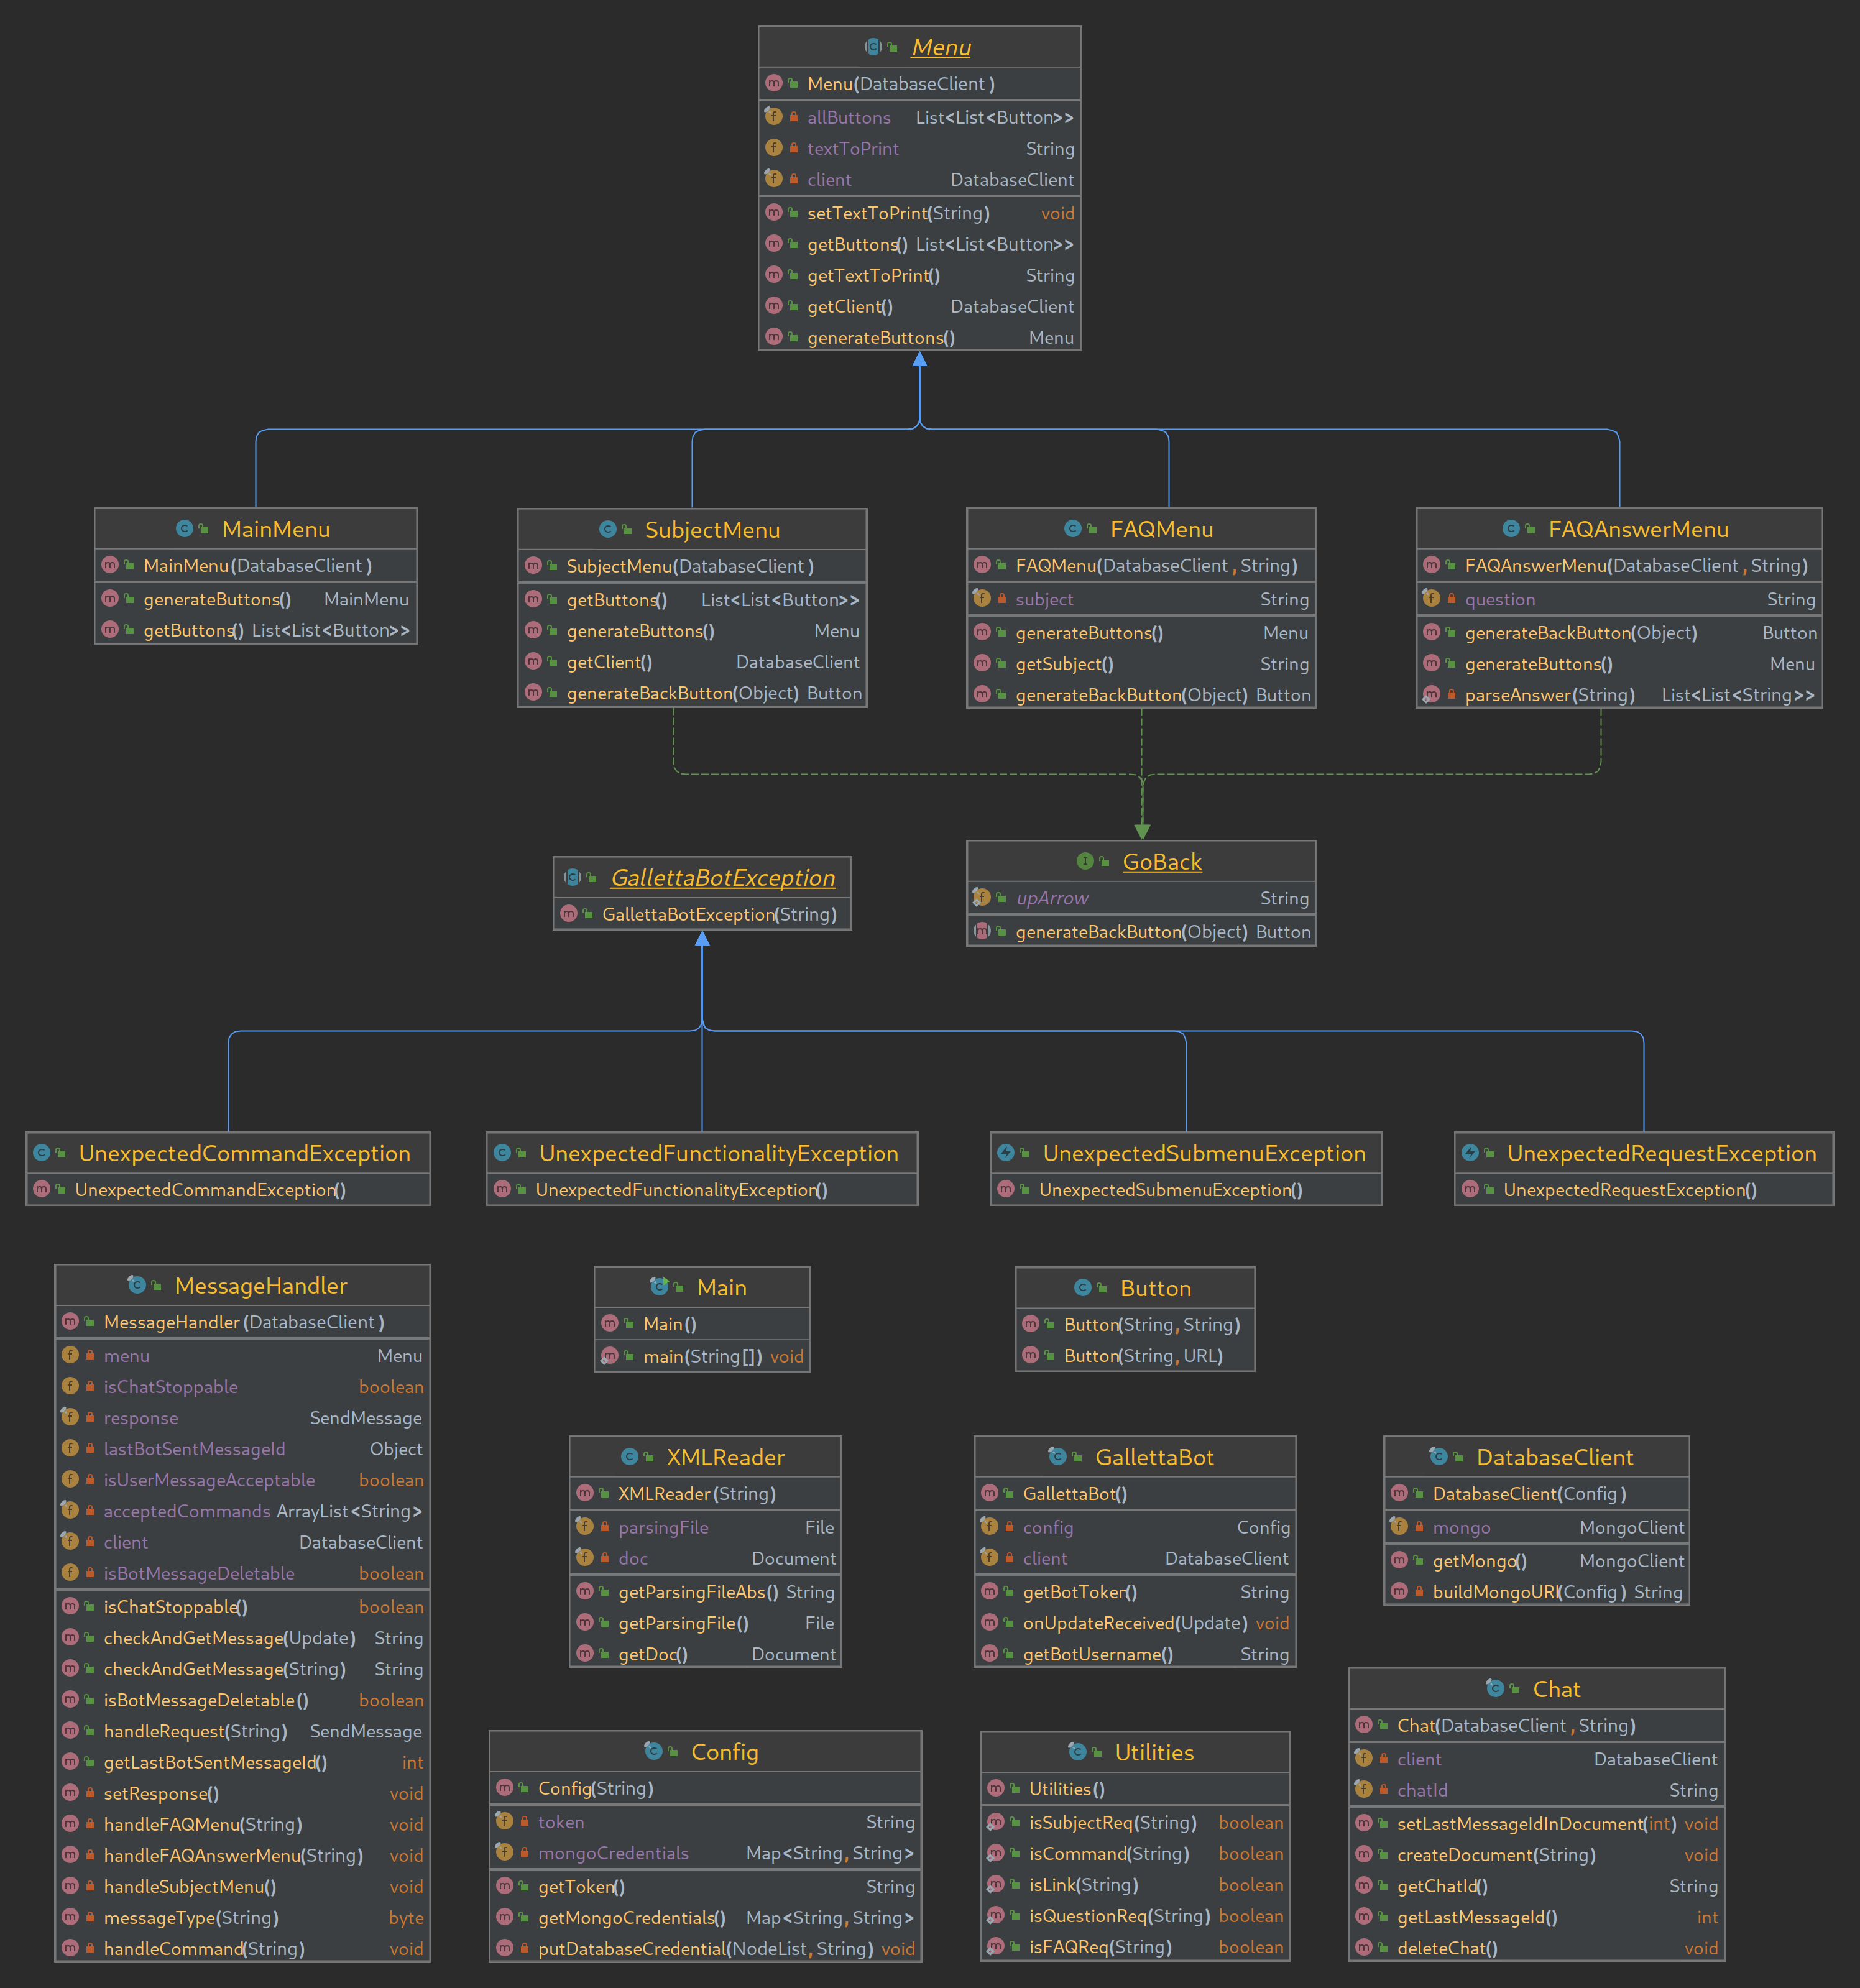 Menu
Menu(DatabaseClient)
allButtons List<List<Button>>
textToPrint String
client DatabaseClient
setTextToPrint(String) void
getButtons() List<List<Button>>
getTextToPrint() String
getClient() DatabaseClient
generateButtons() Menu
MainMenu
MainMenu(DatabaseClient)
generateButtons() MainMenu
getButtons() List<List<Button>>
SubjectMenu
SubjectMenu(DatabaseClient)
getButtons() List<List<Button>>
generateButtons() Menu
getClient() DatabaseClient
generateBackButton(Object) Button
FAQMenu
FAQMenu(DatabaseClient, String)
subject String
generateButtons() Menu
getSubject() String
generateBackButton(Object) Button
FAQAnswerMenu
FAQAnswerMenu(DatabaseClient, String)
question String
generateBackButton(Object) Button
generateButtons() Menu
parseAnswer(String) List<List<String>>
GallettaBotException
GallettaBotException(String)
GoBack
upArrow String
generateBackButton(Object) Button
UnexpectedCommandException
UnexpectedCommandException()
UnexpectedFunctionalityException
UnexpectedFunctionalityException()
UnexpectedSubmenuException
UnexpectedSubmenuException()
UnexpectedRequestException
UnexpectedRequestException()
MessageHandler
MessageHandler(DatabaseClient)
menu Menu
isChatStoppable boolean
response SendMessage
lastBotSentMessageId Object
isUserMessageAcceptable boolean
acceptedCommands ArrayList<String>
client DatabaseClient
isBotMessageDeletable boolean
isChatStoppable() boolean
checkAndGetMessage(Update) String
checkAndGetMessage(String) String
isBotMessageDeletable() boolean
handleRequest(String) SendMessage
getLastBotSentMessageId() int
setResponse() void
handleFAQMenu(String) void
handleFAQAnswerMenu(String) void
handleSubjectMenu() void
messageType(String) byte
handleCommand(String) void
Main
Main()
main(String[]) void
Button
Button(String, String)
Button(String, URL)
XMLReader
XMLReader(String)
parsingFile File
doc Document
getParsingFileAbs() String
getParsingFile() File
getDoc() Document
GallettaBot
GallettaBot()
config Config
client DatabaseClient
getBotToken() String
onUpdateReceived(Update) void
getBotUsername() String
DatabaseClient
DatabaseClient(Config)
mongo MongoClient
getMongo() MongoClient
buildMongoURI(Config) String
Config
Config(String)
token String
mongoCredentials Map<String, String>
getToken() String
getMongoCredentials() Map<String, String>
putDatabaseCredential(NodeList, String) void
Utilities
Utilities()
isSubjectReq(String) boolean
isCommand(String) boolean
isLink(String) boolean
isQuestionReq(String) boolean
isFAQReq(String) boolean
Chat
Chat(DatabaseClient, String)
client DatabaseClient
chatId String
setLastMessageIdInDocument(int) void
createDocument(String) void
getChatId() String
getLastMessageId() int
deleteChat() void